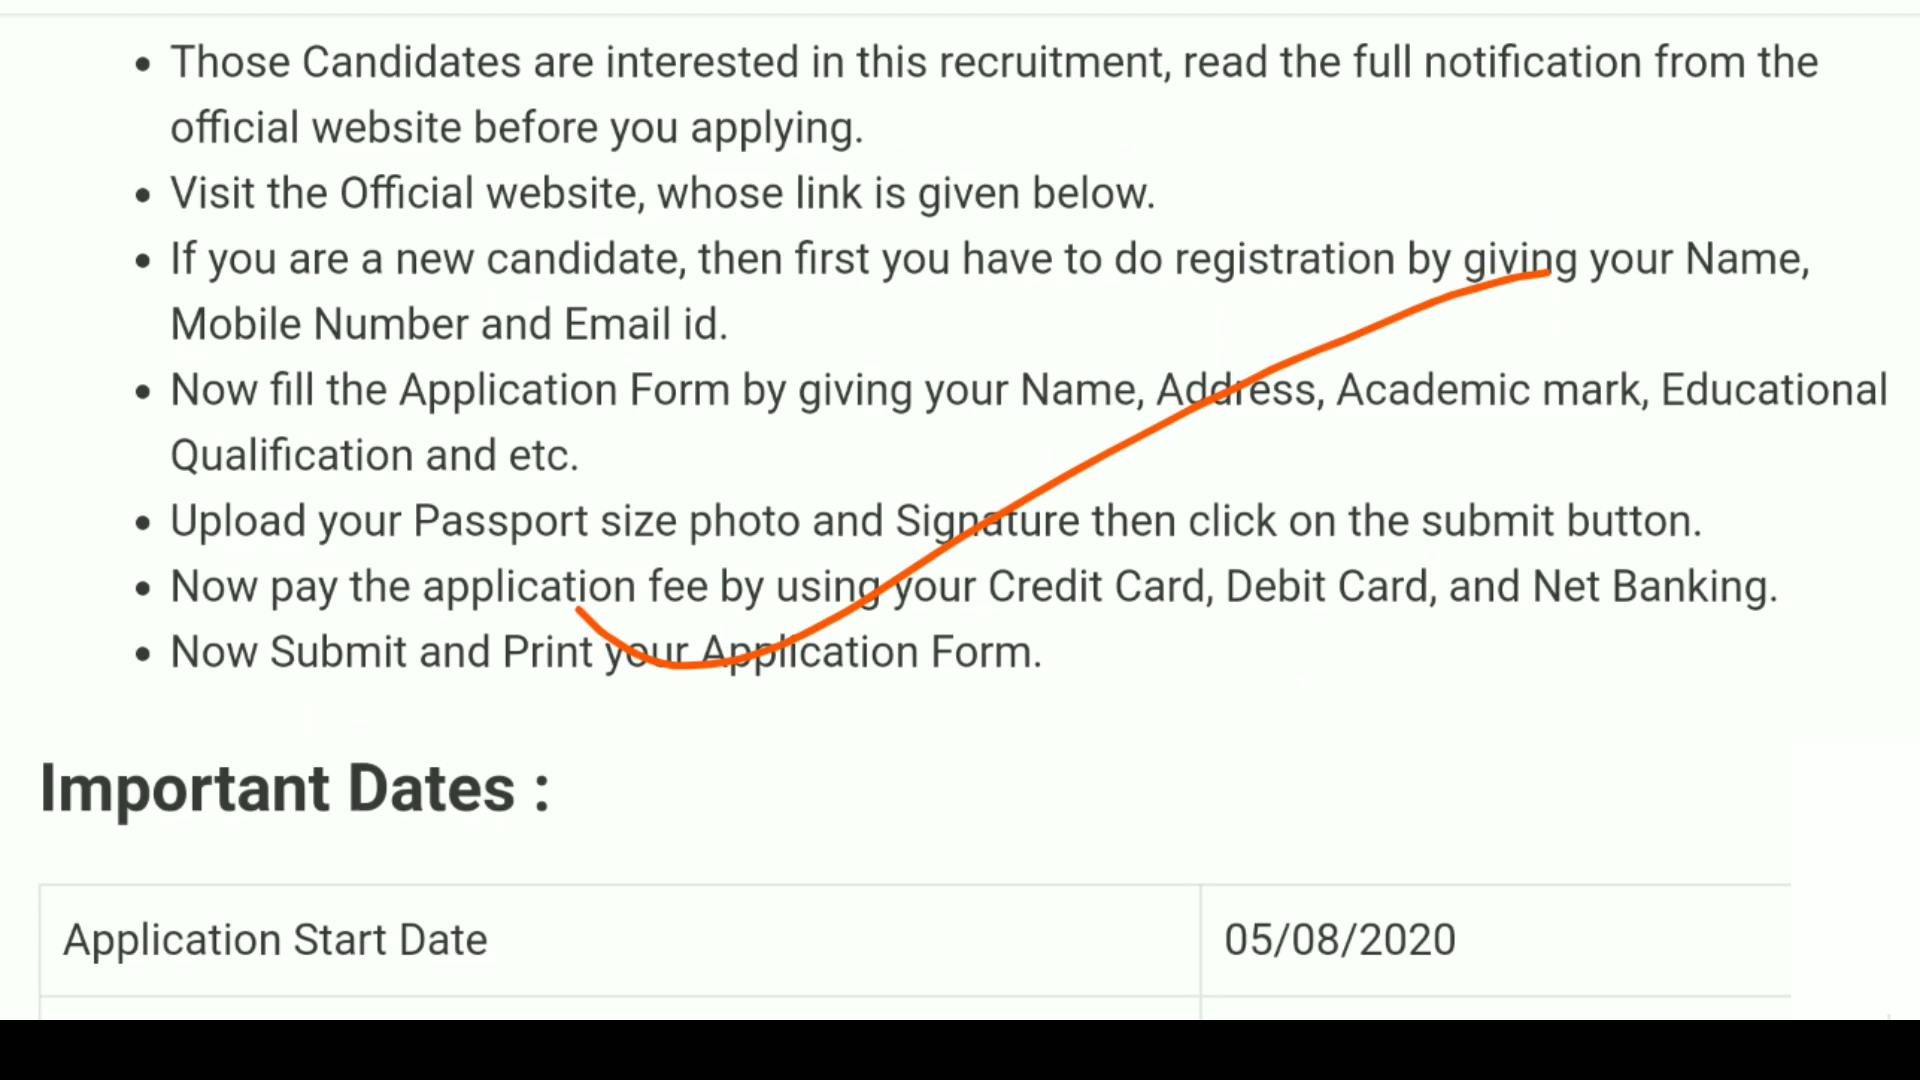 • Those Candidates are interested in this recruitment, read the full notification from the
official website before you applying.
• Visit the Official website, whose link is given below.
• If you are a new candidate, then first you have to do registration by giving your Name,
Mobile Number and Email id.
• Now fill the Application Form by giving your Name, Address, Academic mark, Educational
Qualification and etc.
• Upload your Passport size photo and Signature then click on the submit button.
• Now pay the application fee by using your Credit Card, Debit Card, and Net Banking.
• Now Submit and Print your Application Form.
Important Dates :
Application Start Date 05/08/2020